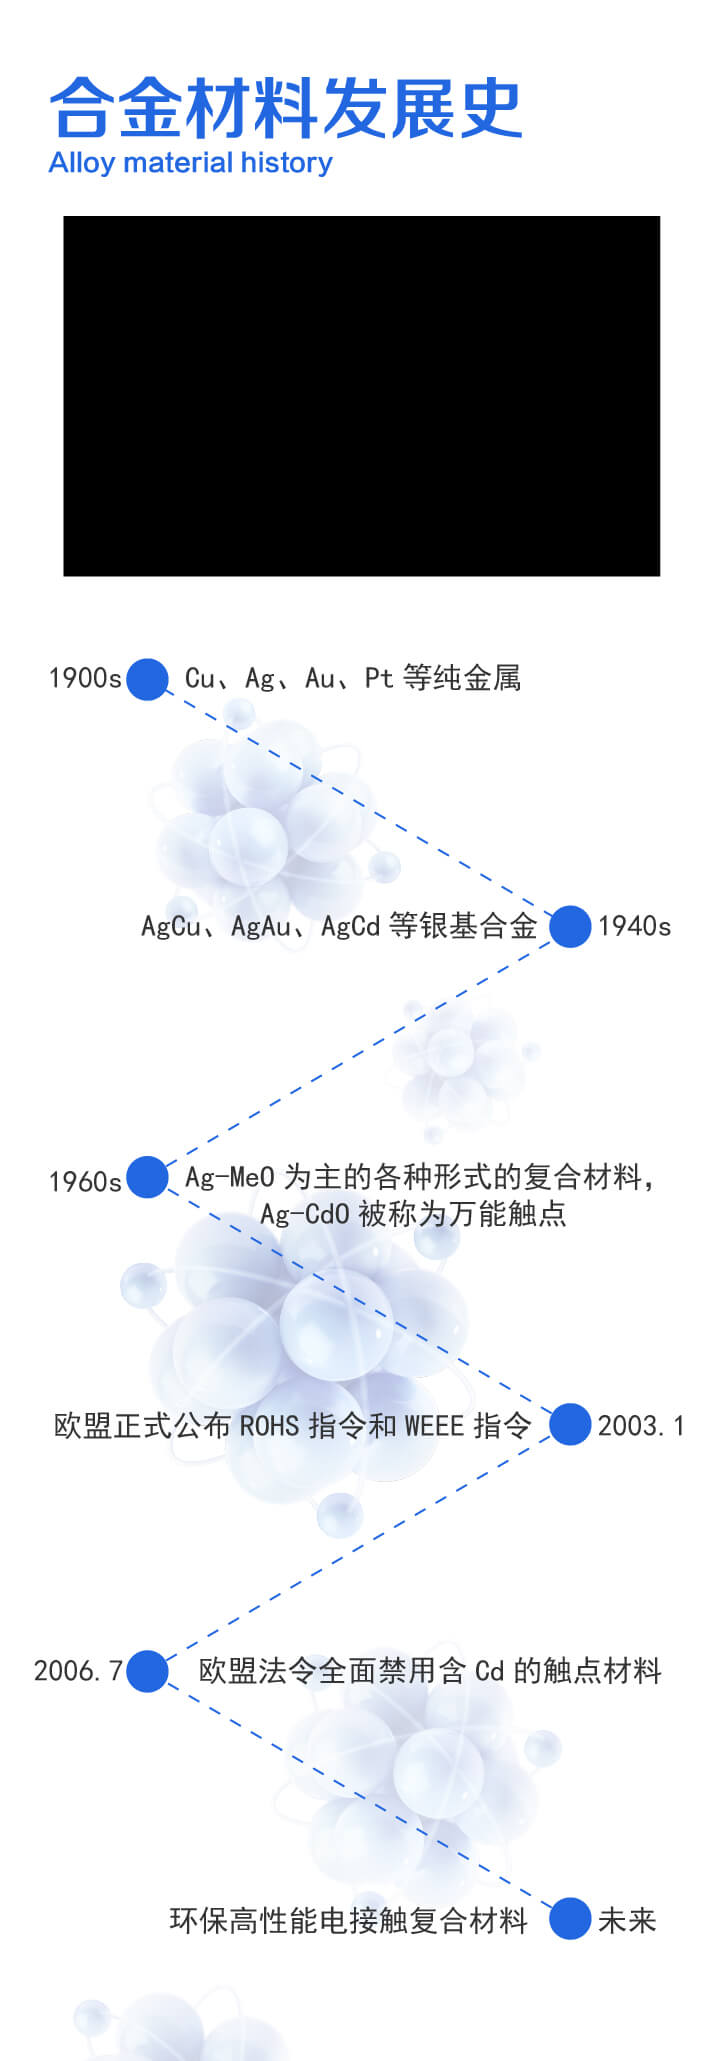 合金材料发展史
Alloy material history
1900s Cu、Ag、Au、Pt 等纯金属
AgCu、AgAu、AgCd 等银基合金 1940s
1960s Ag-MeO 为主的各种形式的复合材料，
Ag-CdO 被称为万能触点
欧盟正式公布 ROHS 指令和 WEEE 指令 2003.1
2006.7 欧盟法令全面禁用含 Cd 的触点材料
环保高性能电接触复合材料 未来